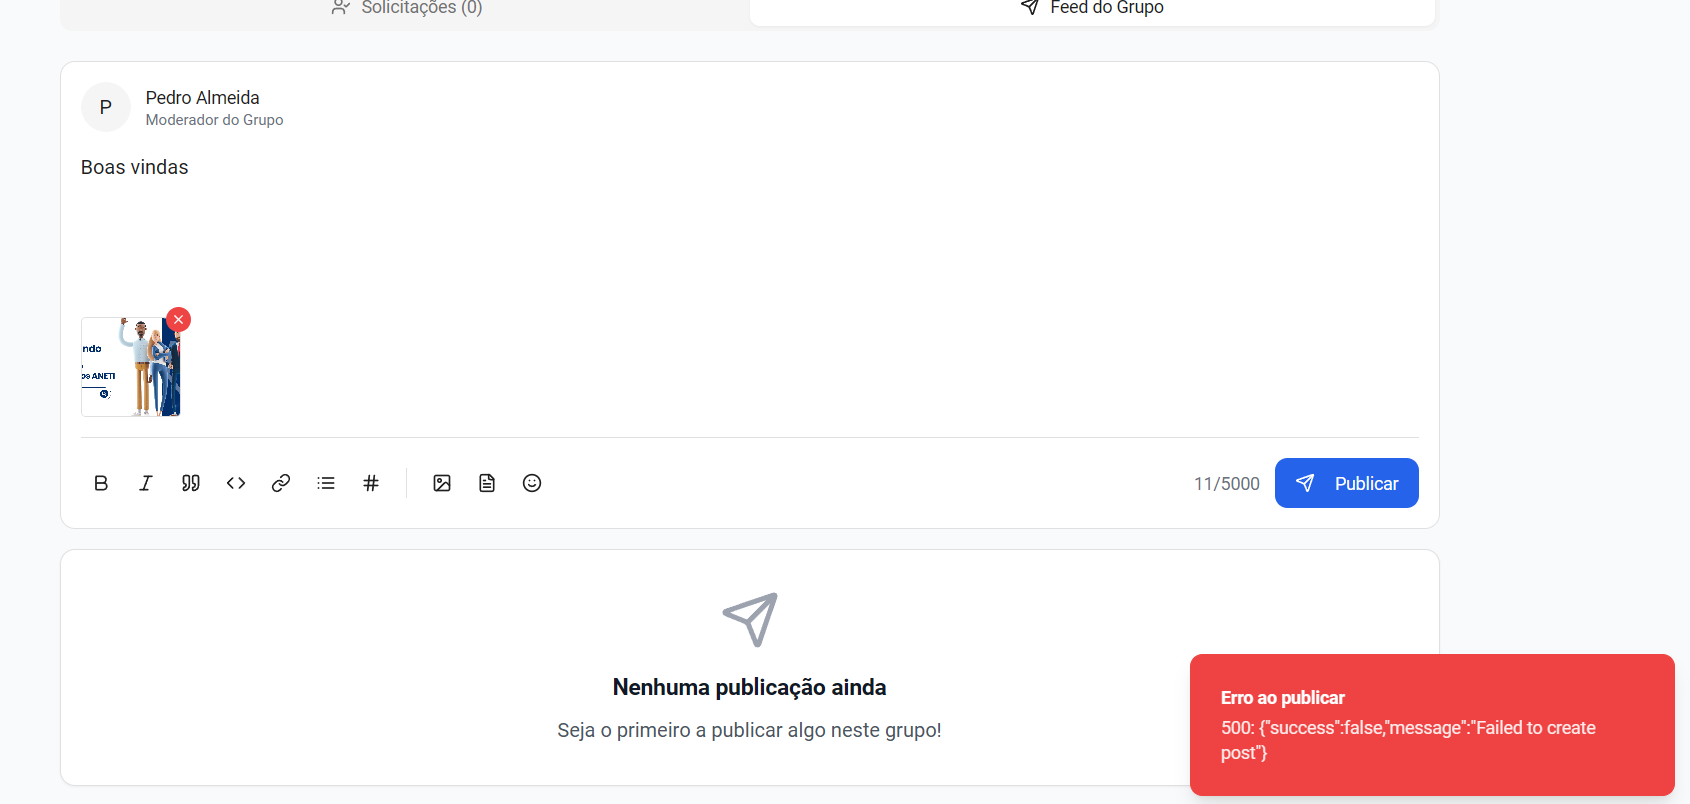 Solicitações (0)
Feed do Grupo
P
Pedro Almeida
Moderador do Grupo
Boas vindas
ndo
os ANETI
11/5000
Publicar
Nenhuma publicação ainda
Seja o primeiro a publicar algo neste grupo!
Erro ao publicar
500: {"success":false,"message":"Failed to create
post"}